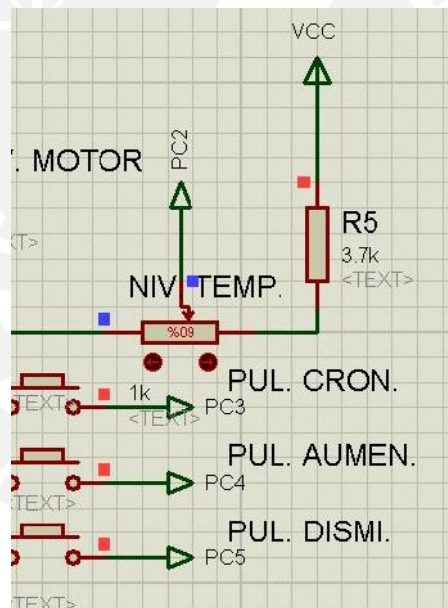 VCC
PC2
. MOTOR
R5
3.7k
<TEXT>
NIV. TEMP.
%09
PUL. CRON.
1k
<TEXT>
PC3
PUL. AUMEN.
PC4
PUL. DISMI.
PC5